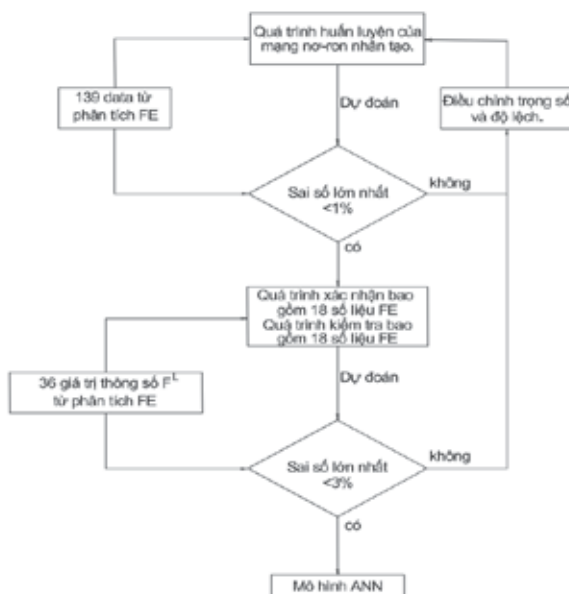 Quá trình huấn luyện của
mạng nơ-ron nhân tạo.
139 data từ
phân tích FE
Dự đoán
Điều chỉnh trọng số
và độ lệch.
Sai số lớn nhất
<1%
không
có
Quá trình xác nhận bao
gồm 18 số liệu FE
Quá trình kiểm tra bao
gồm 18 số liệu FE
36 giá trị thông số F^L
từ phân tích FE
Dự đoán
Sai số lớn nhất
<3%
không
có
Mô hình ANN